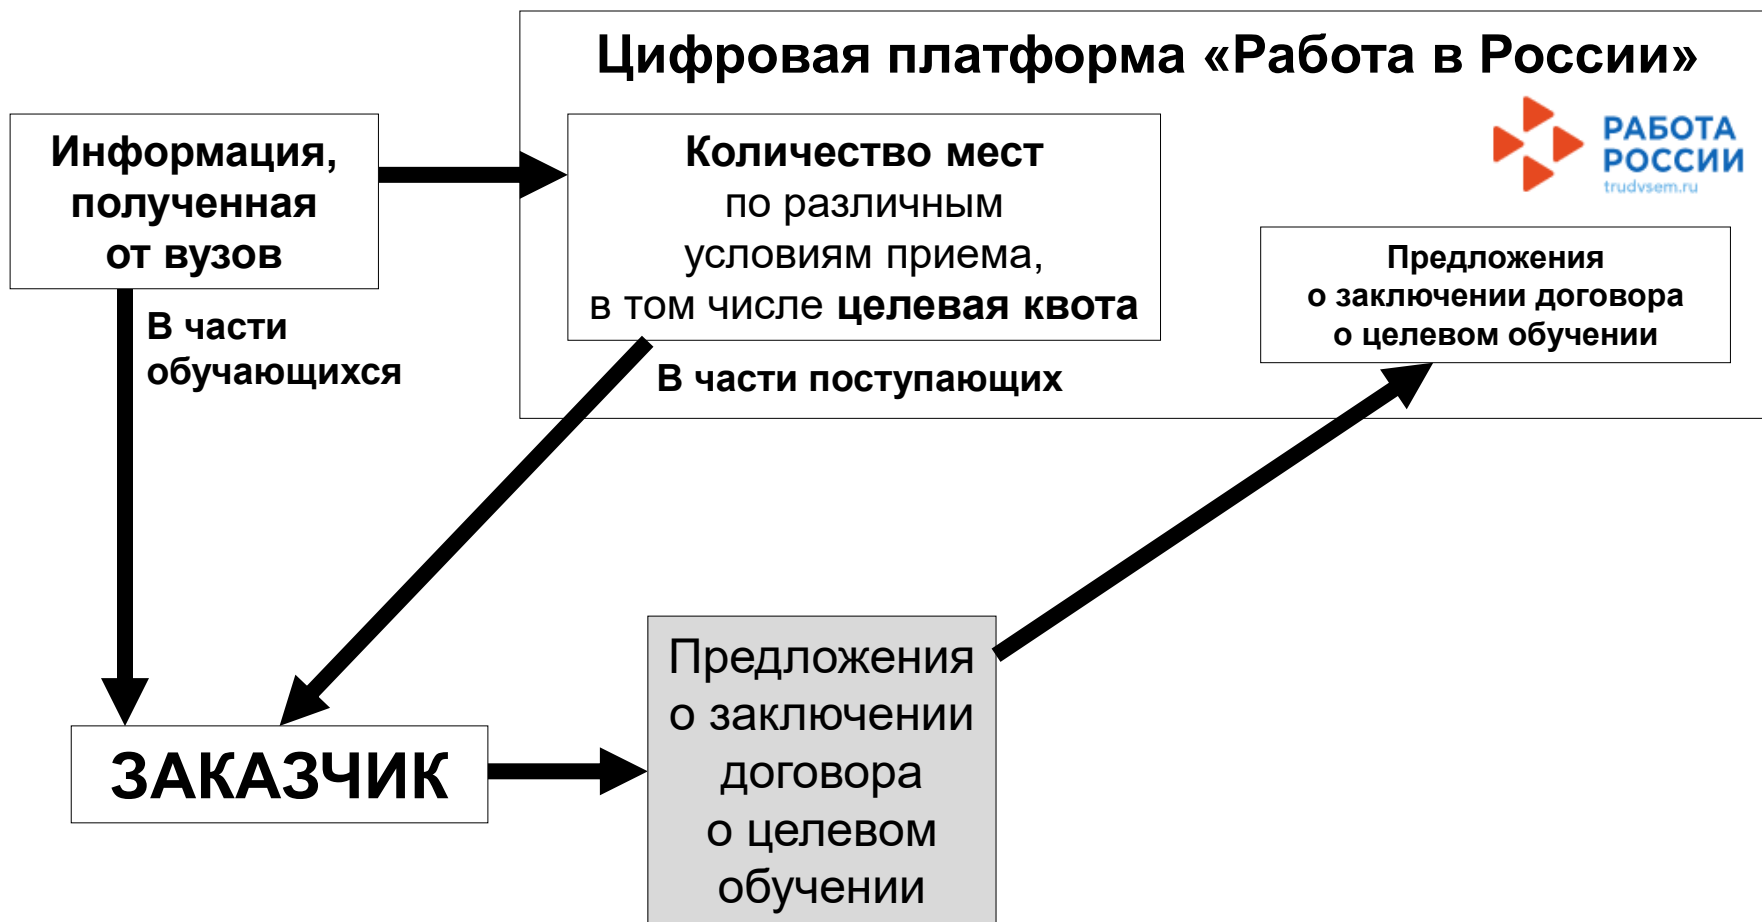 Цифровая платформа «Работа в России»
РАБОТА
РОССИИ
trudvsem.ru
Информация,
полученная
от вузов
Количество мест
по различным
условиям приема,
в том числе целевая квота
Предложения
о заключении договора
о целевом обучении
В части
обучающихся
В части поступающих
ЗАКАЗЧИК
Предложения
о заключении
договора
о целевом
обучении